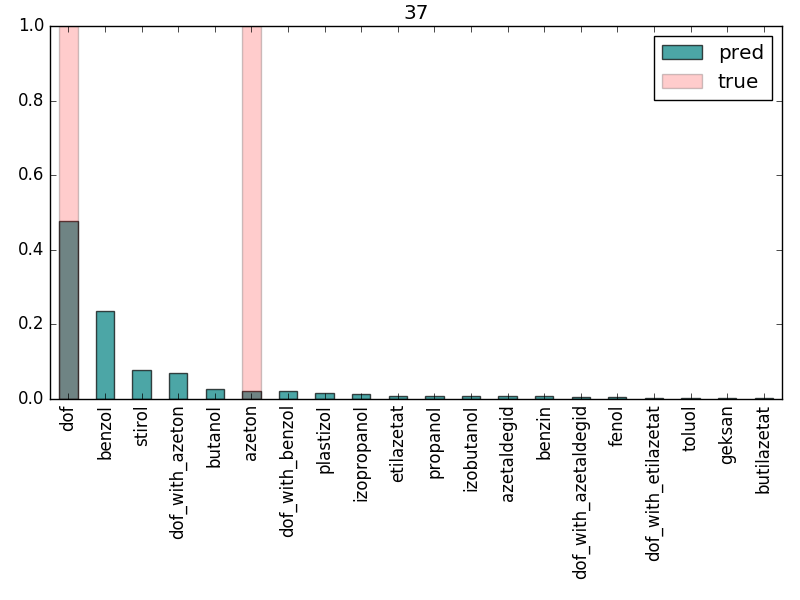 37
1.0
0.8
0.6
0.4
0.2
0.0
pred
true
dof
benzol
stirol
dof_with_azeton
butanol
azeton
dof_with_benzol
plastizol
izopropanol
etilazetat
propanol
izobutanol
azetaldegid
benzin
dof_with_azetaldegid
fenol
dof_with_etilazetat
toluol
geksan
butilazetat